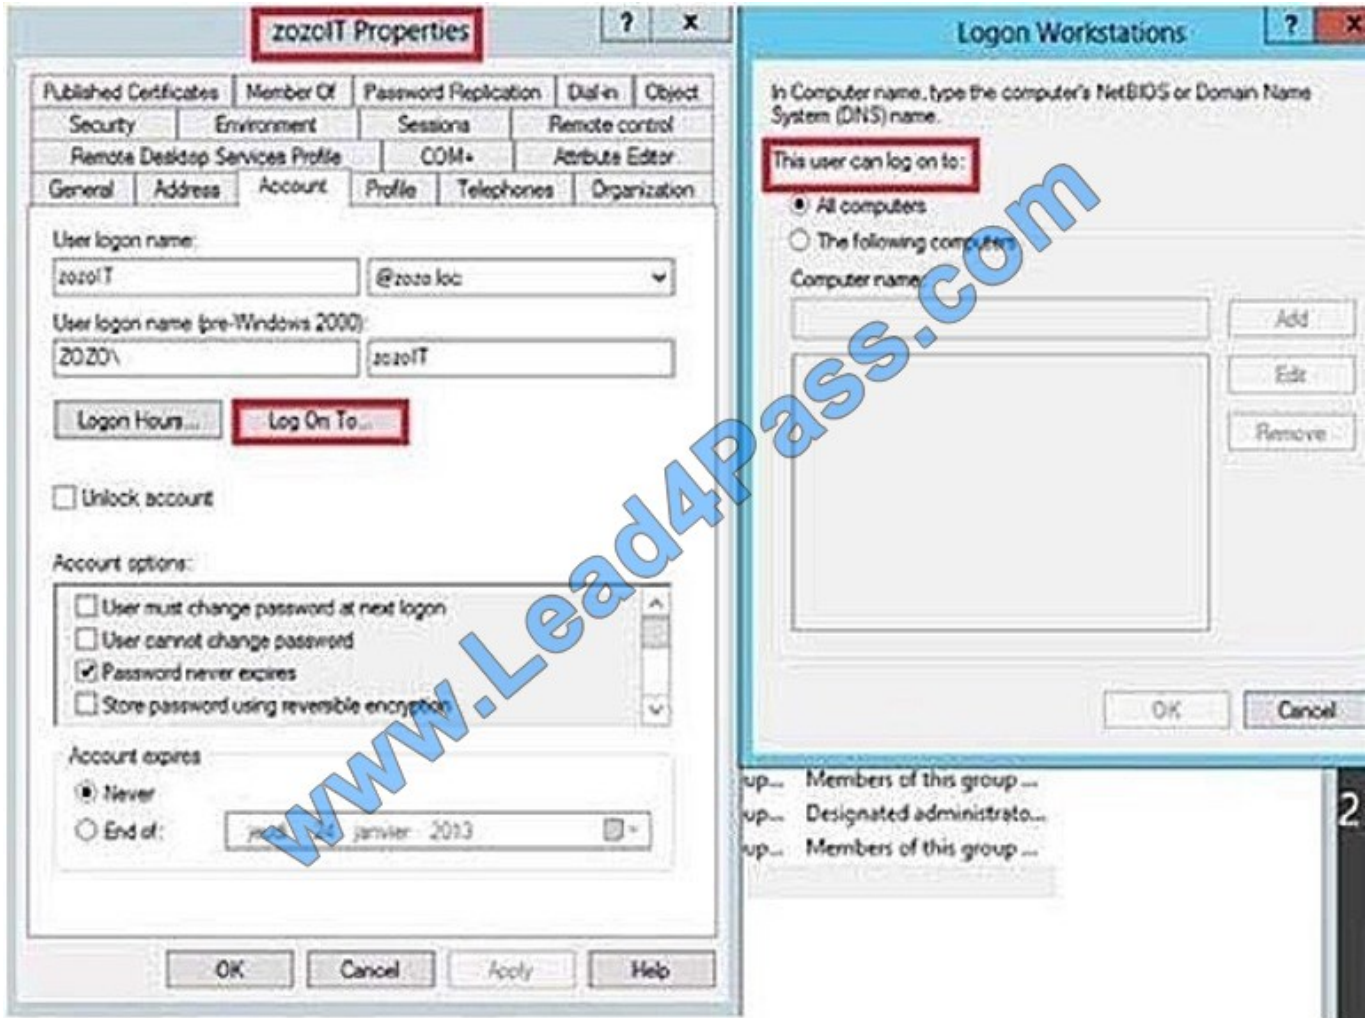 zozoIT Properties
? x
Published Certificates Member Of Password Replication Dial-in Object
Security Environment Sessions Remote control
Remote Desktop Services Profile COM+ Attribute Editor
General Address Account Profile Telephones Organization
User logon name:
zozoIT @zozo.loc
User logon name (pre-Windows 2000):
ZOZO\ zozoIT
Logon Hours... Log On To...
Unlock account
Account options:
User must change password at next logon
User cannot change password
Password never expires
Store password using reversible encryption
Account expires
Never
End of: 24 janvier 2013
OK Cancel Apply Help
Logon Workstations
? x
In Computer name, type the computer's NetBIOS or Domain Name
System (DNS) name.
This user can log on to:
All computers
The following computers
Computer name:
Add
Edit
Remove
OK Cancel
up... Members of this group ...
up... Designated administrato...
up... Members of this group ...
2
www.Lead4Pass.com